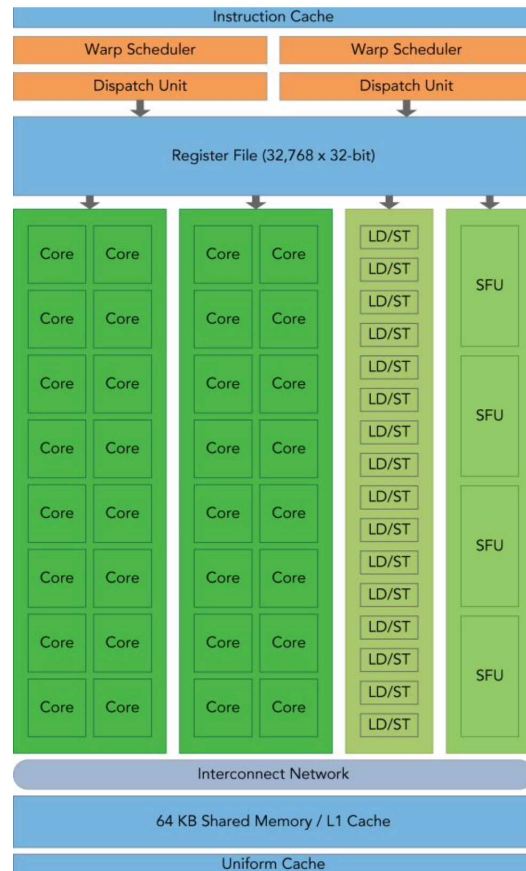 Instruction Cache
Warp Scheduler Warp Scheduler
Dispatch Unit Dispatch Unit
Register File (32,768 x 32-bit)
LD/ST
Core Core Core Core SFU
LD/ST
LD/ST
Core Core Core Core
LD/ST
LD/ST
Core Core Core Core
LD/ST
LD/ST
Core Core Core Core SFU
LD/ST
LD/ST
Core Core Core Core SFU
LD/ST
LD/ST
Core Core Core Core
LD/ST
LD/ST
Core Core Core Core
LD/ST
SFU
LD/ST
Core Core Core Core
LD/ST
Interconnect Network
64 KB Shared Memory / L1 Cache
Uniform Cache